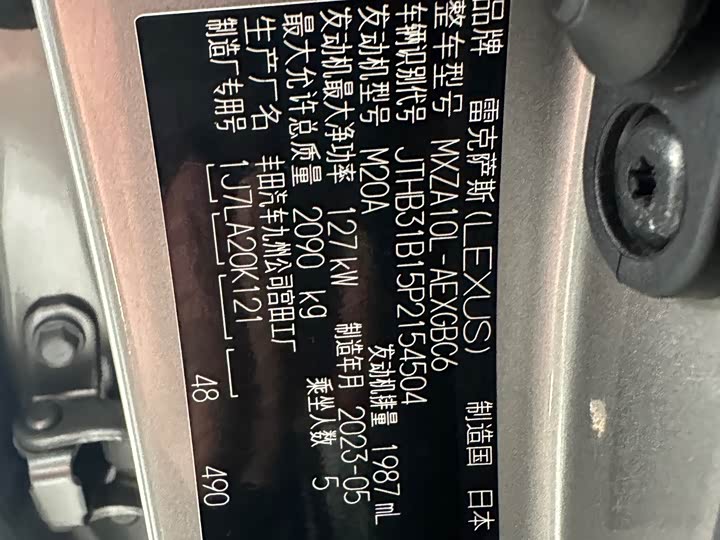 品牌 雷克萨斯(LEXUS) 制造国 日本
整车型号 MXZA10L-AEXGBC6
车辆识别代号 JTHB31B15P2154504
发动机型号 M20A 发动机排量 1987 mL
发动机最大净功率 127 kW 制造年月 2023-05
最大允许总质量 2090 kg 乘坐人数 5
生产厂名 丰田汽车九州公司宫田工厂
制造厂专用号 1J7LA20K121 48 490